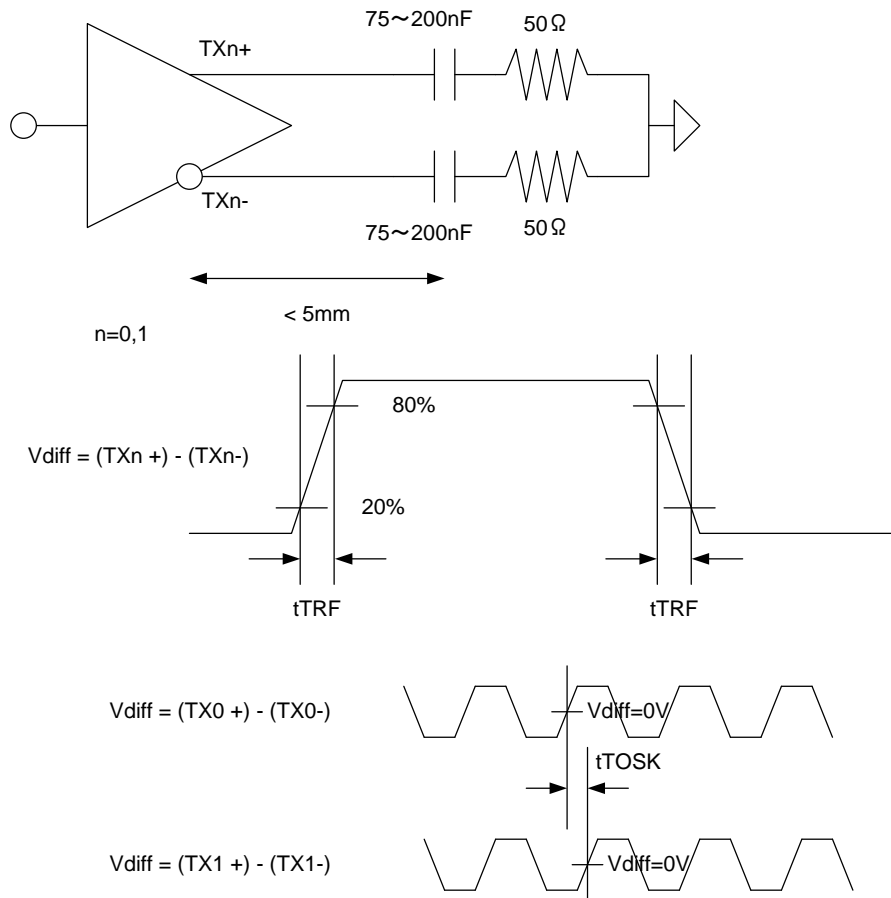 75～200nF
50Ω
TXn+
TXn-
75～200nF
50Ω
< 5mm
n=0,1
80%
Vdiff = (TXn +) - (TXn-)
20%
tTRF
tTRF
Vdiff = (TX0 +) - (TX0-)
Vdiff=0V
tTOSK
Vdiff = (TX1 +) - (TX1-)
Vdiff=0V